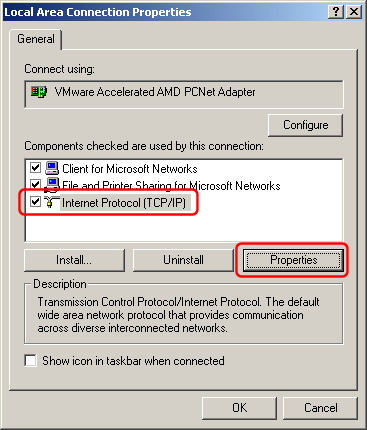 Local Area Connection Properties
General
Connect using:
VMware Accelerated AMD PCNet Adapter
Configure
Components checked are used by this connection:
Client for Microsoft Networks
File and Printer Sharing for Microsoft Networks
Internet Protocol (TCP/IP)
Install... Uninstall Properties
Description
Transmission Control Protocol/Internet Protocol. The default
wide area network protocol that provides communication
across diverse interconnected networks.
Show icon in taskbar when connected
OK Cancel